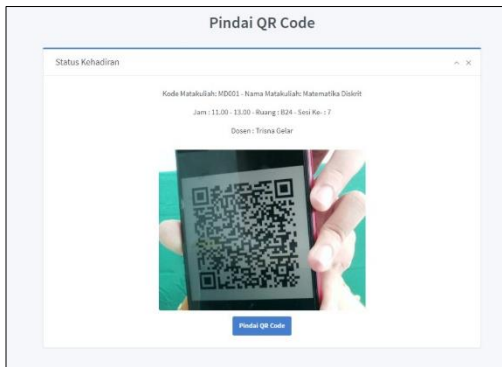 Pindai QR Code
Status Kehadiran
Kode Matakuliah: MD001 - Nama Matakuliah: Matematika Diskrit
Jam : 11.00 - 13.00 - Ruang : B24 - Sesi Ke- : 7
Dosen : Trisna Gelar
Pindai QR Code